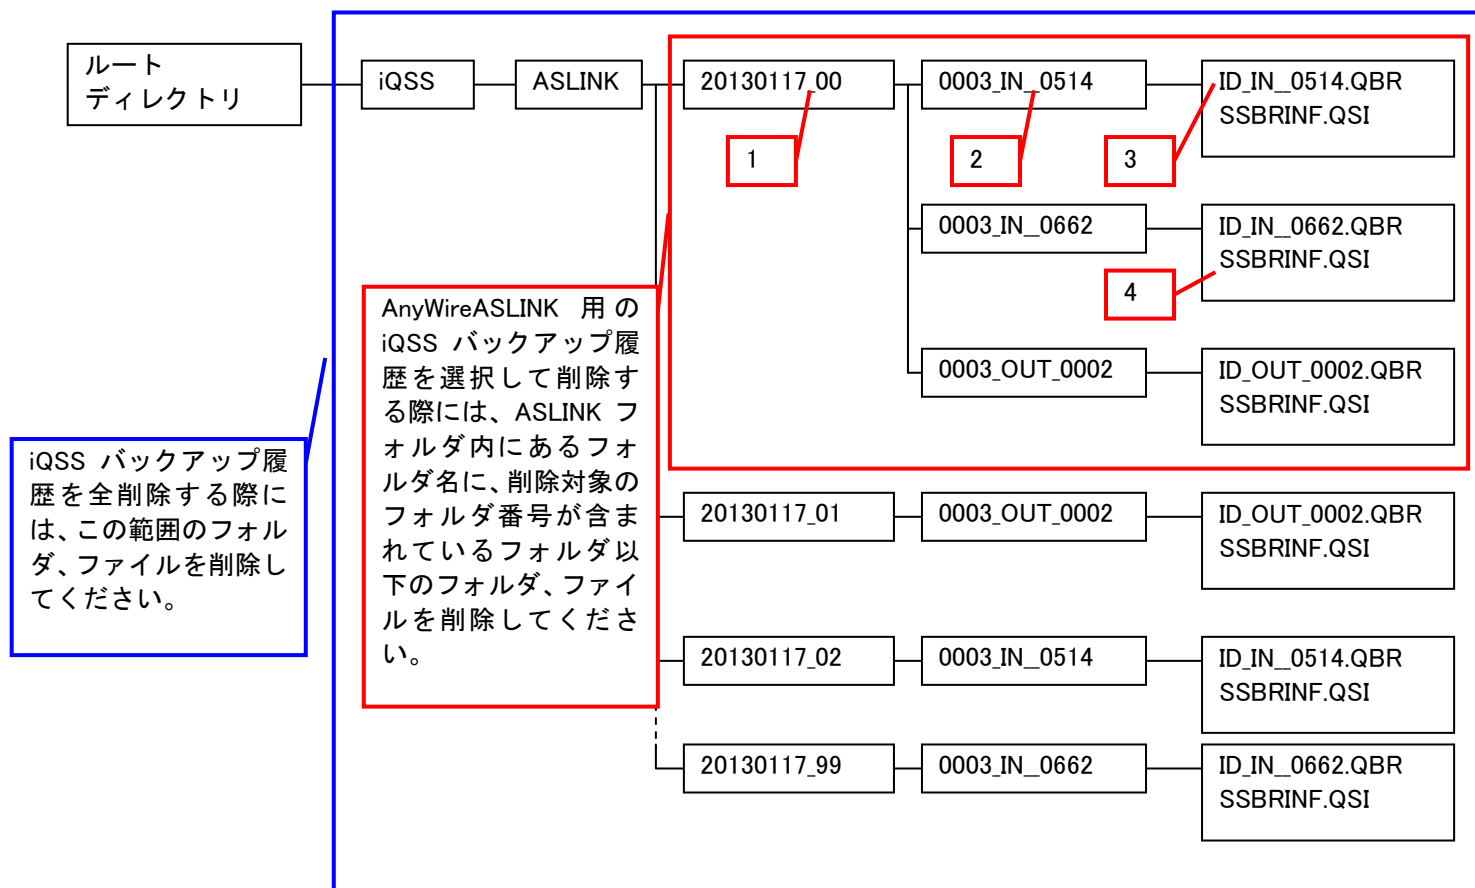 ルート
ディレクトリ
iQSS
ASLINK
20130117_00
0003_IN__0514
ID_IN__0514.QBR
SSBRINF.QSI
1
2
3
0003_IN__0662
ID_IN__0662.QBR
SSBRINF.QSI
4
0003_OUT_0002
ID_OUT_0002.QBR
SSBRINF.QSI
AnyWireASLINK 用の
iQSS バックアップ履
歴を選択して削除す
る際には、ASLINK フ
ォルダ内にあるフォ
ルダ名に、削除対象の
フォルダ番号が含ま
れているフォルダ以
下のフォルダ、ファイ
ルを削除してくださ
い。
iQSS バックアップ履
歴を全削除する際に
は、この範囲のフォル
ダ、ファイルを削除し
てください。
20130117_01
0003_OUT_0002
ID_OUT_0002.QBR
SSBRINF.QSI
20130117_02
0003_IN__0514
ID_IN__0514.QBR
SSBRINF.QSI
20130117_99
0003_IN__0662
ID_IN__0662.QBR
SSBRINF.QSI